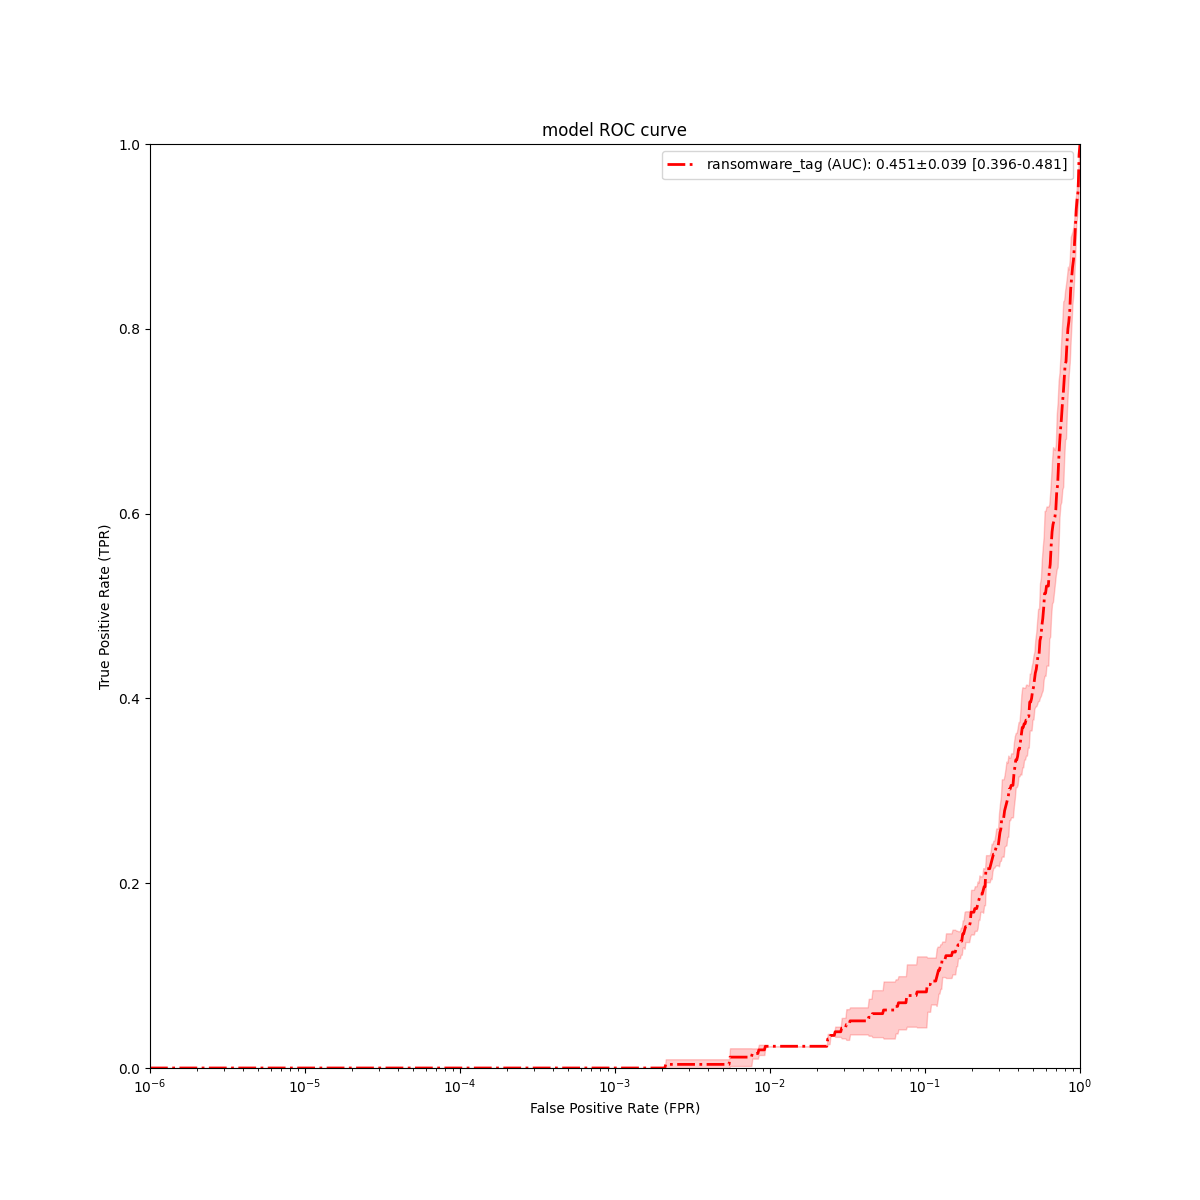 model ROC curve
ransomware_tag (AUC): 0.451±0.039 [0.396-0.481]
1.0
0.8
0.6
0.4
0.2
0.0
True Positive Rate (TPR)
10⁻⁶ 10⁻⁵ 10⁻⁴ 10⁻³ 10⁻² 10⁻¹ 10⁰
False Positive Rate (FPR)